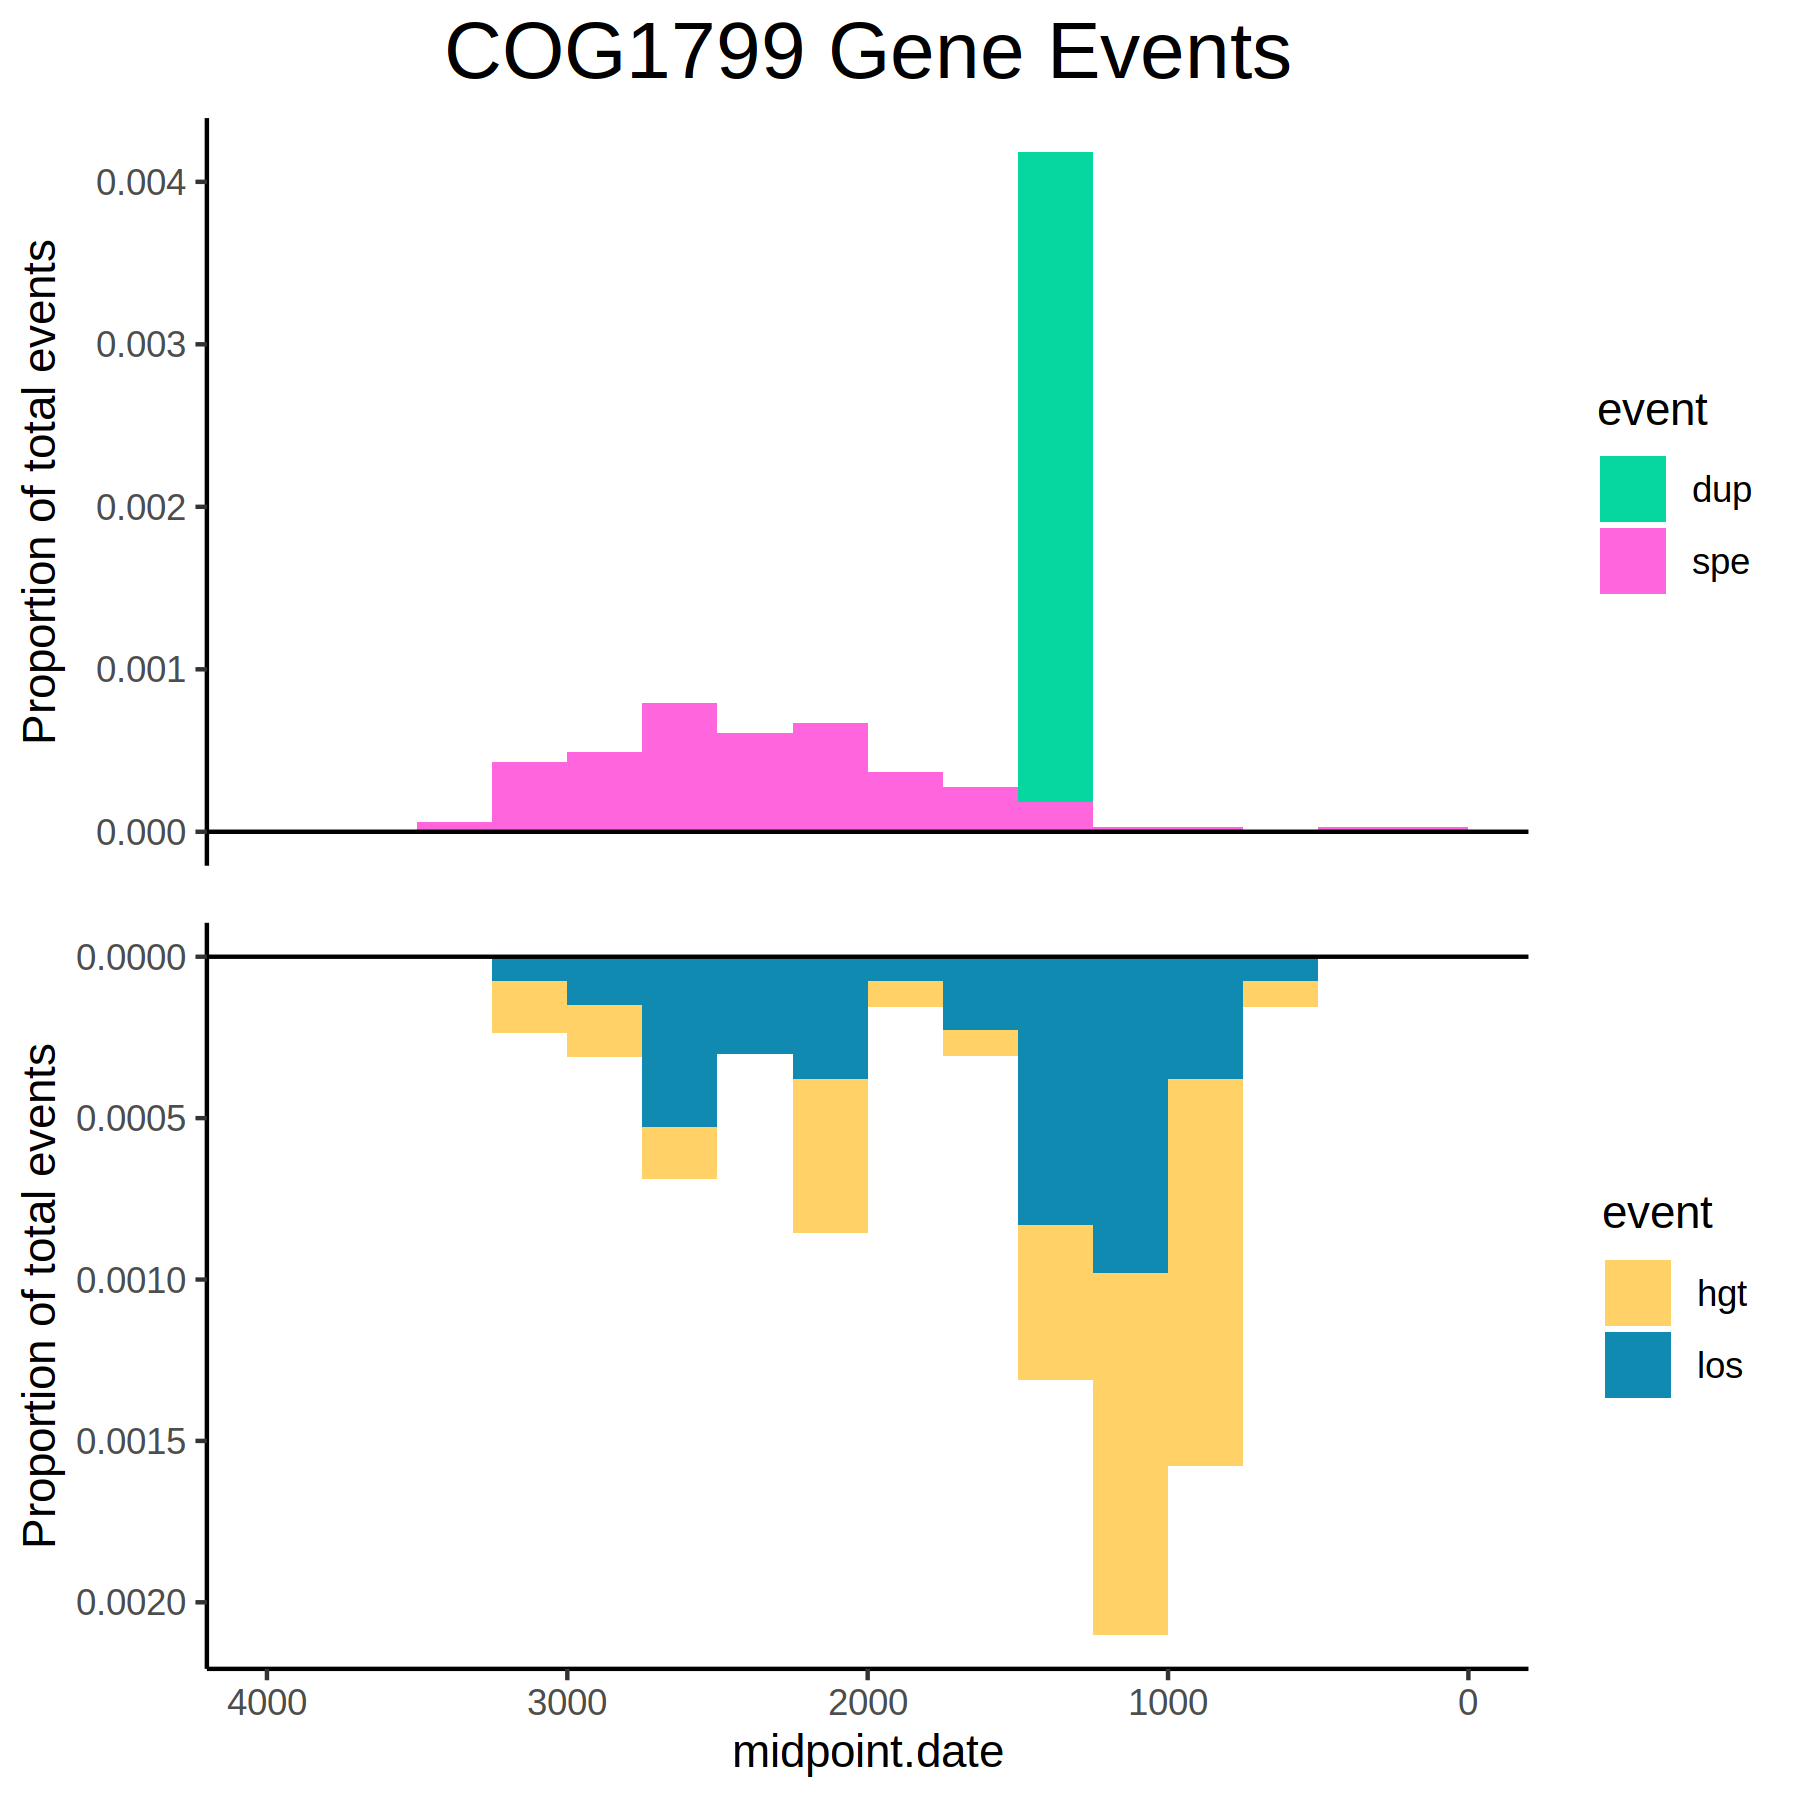 COG1799 Gene Events
Proportion of total events
0.004
0.003
0.002
0.001
0.000
event
dup
spe
Proportion of total events
0.0000
0.0005
0.0010
0.0015
0.0020
event
hgt
los
4000 3000 2000 1000 0
midpoint.date